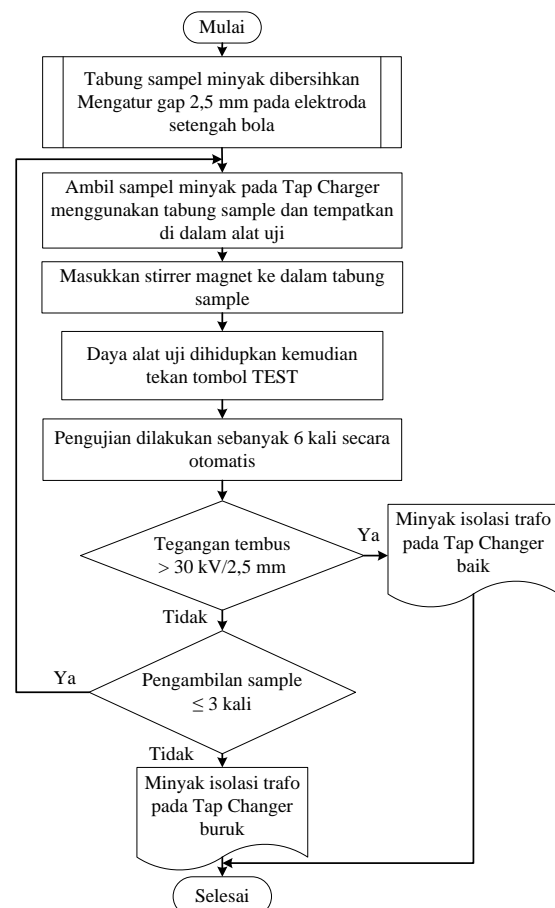 Mulai
Tabung sampel minyak dibersihkan
Mengatur gap 2,5 mm pada elektroda
setengah bola
Ambil sampel minyak pada Tap Charger
menggunakan tabung sample dan tempatkan
di dalam alat uji
Masukkan stirrer magnet ke dalam tabung
sample
Daya alat uji dihidupkan kemudian
tekan tombol TEST
Pengujian dilakukan sebanyak 6 kali secara
otomatis
Tegangan tembus
> 30 kV/2,5 mm
Ya
Minyak isolasi trafo
pada Tap Changer
baik
Tidak
Pengambilan sample
≤ 3 kali
Ya
Tidak
Minyak isolasi trafo
pada Tap Changer
buruk
Selesai